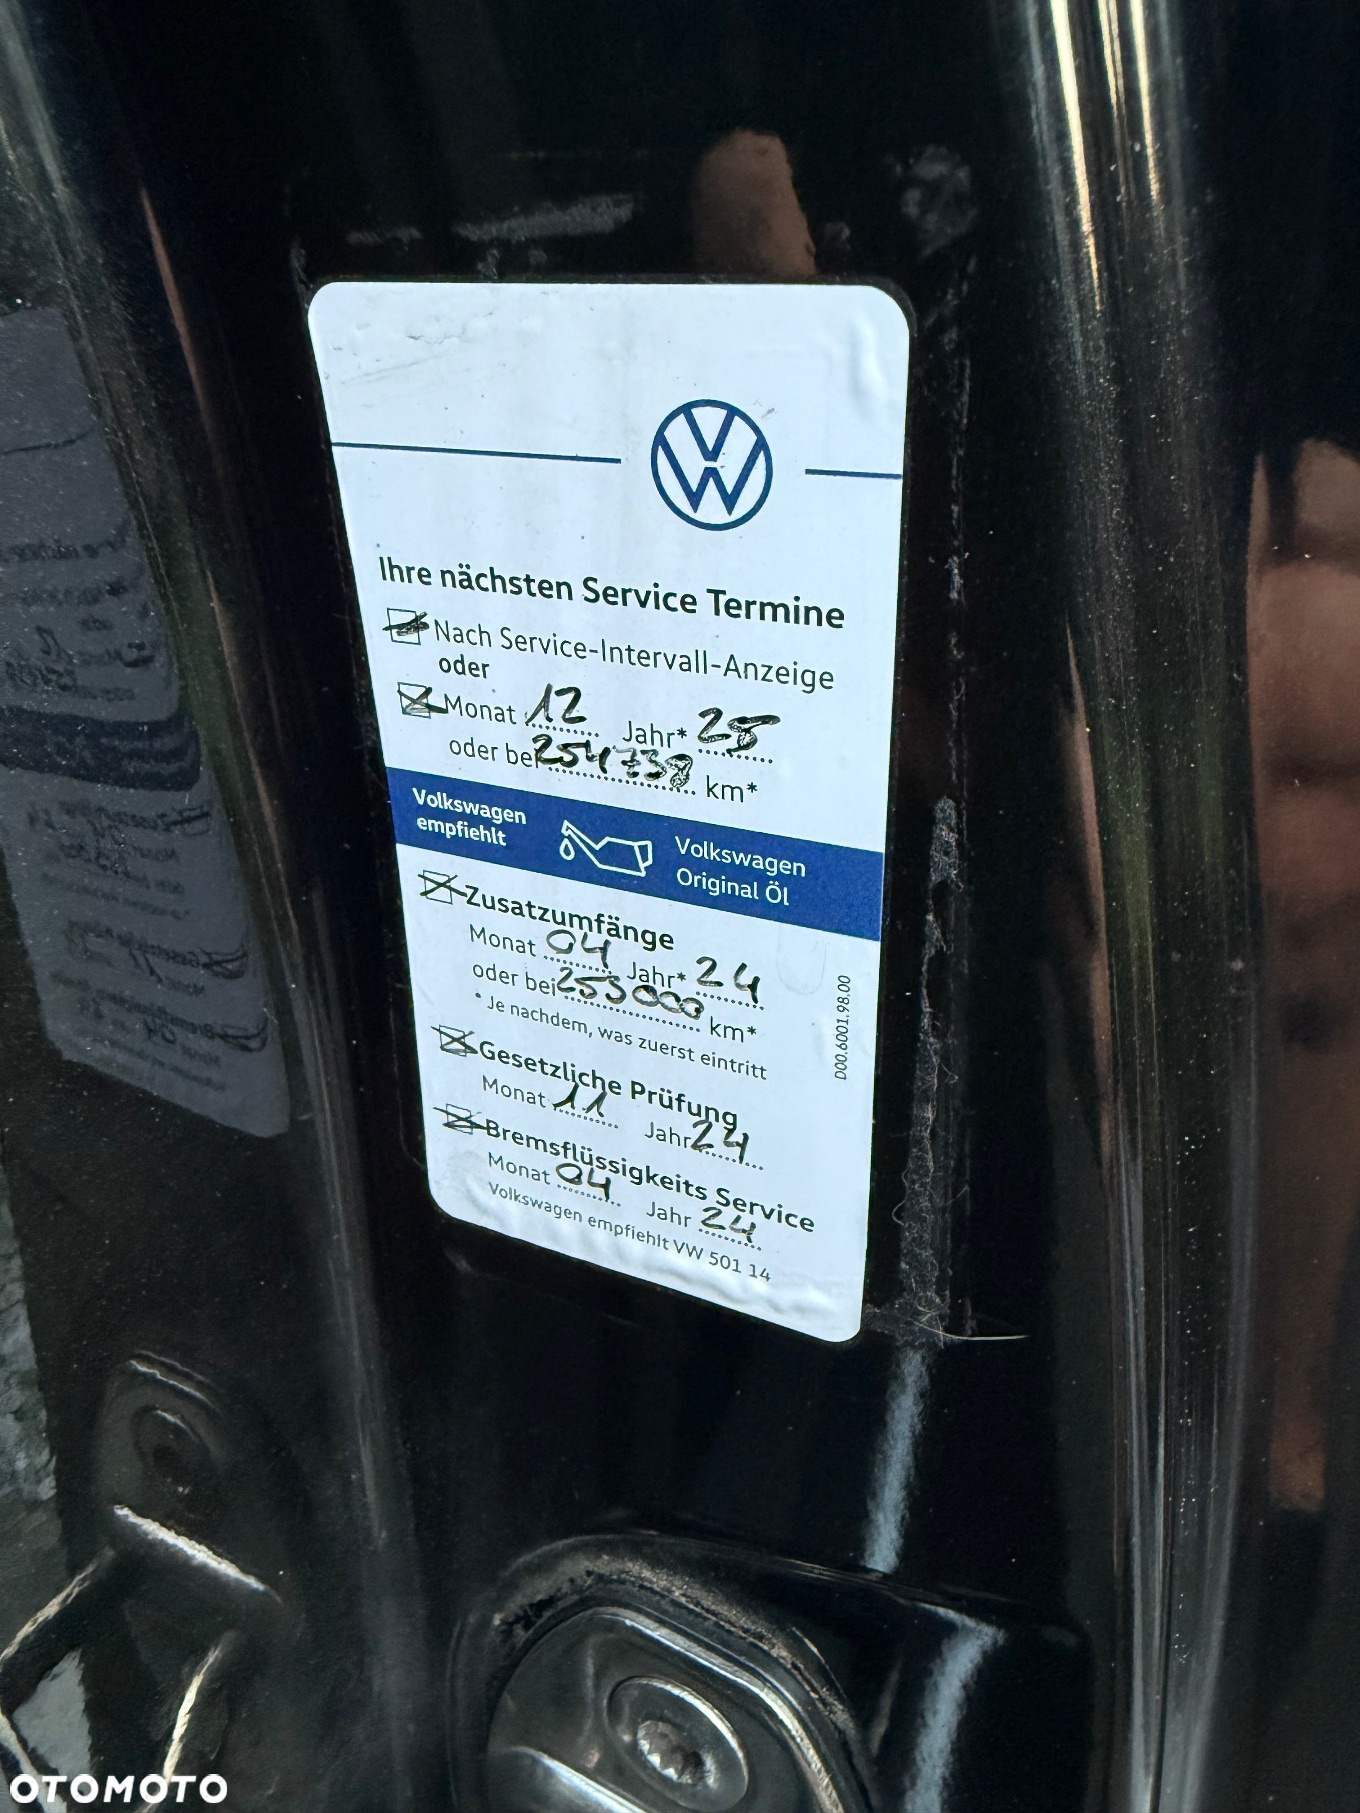 Ihre nächsten Service Termine
Nach Service-Intervall-Anzeige
oder
Monat 12 Jahr* 25
oder bei 254738 km*
Volkswagen
empfiehlt
Volkswagen
Original Öl
Zusatzumfänge
Monat 04 Jahr* 24
oder bei 253000 km*
* Je nachdem, was zuerst eintritt
Gesetzliche Prüfung
Monat 11 Jahr 24
Bremsflüssigkeits Service
Monat 04 Jahr 24
Volkswagen empfiehlt VW 501 14
D00.6001.98.00
OTOMOTO